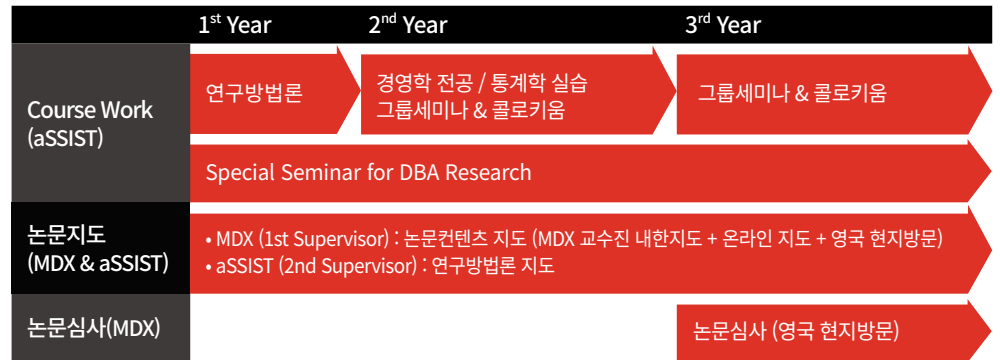 1st Year
2nd Year
3rd Year
Course Work
(aSSIST)
연구방법론
경영학 전공 / 통계학 실습
그룹세미나 & 콜로키움
그룹세미나 & 콜로키움
Special Seminar for DBA Research
논문지도
(MDX & aSSIST)
• MDX (1st Supervisor) : 논문컨텐츠 지도 (MDX 교수진 내한지도 + 온라인 지도 + 영국 현지방문)
• aSSIST (2nd Supervisor) : 연구방법론 지도
논문심사(MDX)
논문심사 (영국 현지방문)